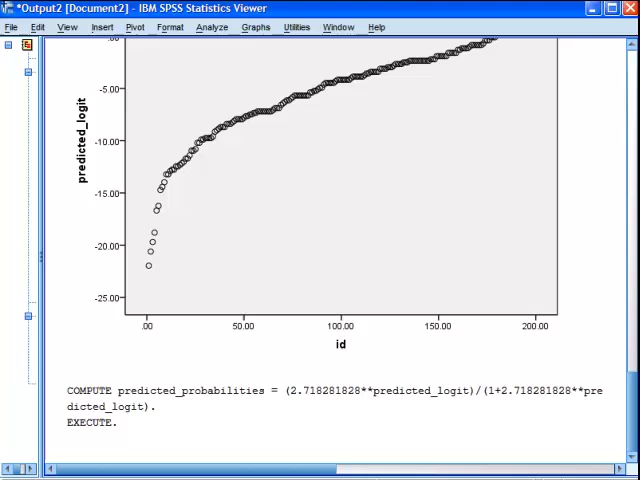 *Output2 [Document2] - IBM SPSS Statistics Viewer
File Edit View Insert Pivot Format Analyze Graphs Utilities Window Help
.00
-5.00
-10.00
-15.00
-20.00
-25.00
predicted_logit
.00 50.00 100.00 150.00 200.00
id
COMPUTE predicted_probabilities = (2.718281828**predicted_logit)/(1+2.718281828**pre
dicted_logit).
EXECUTE.